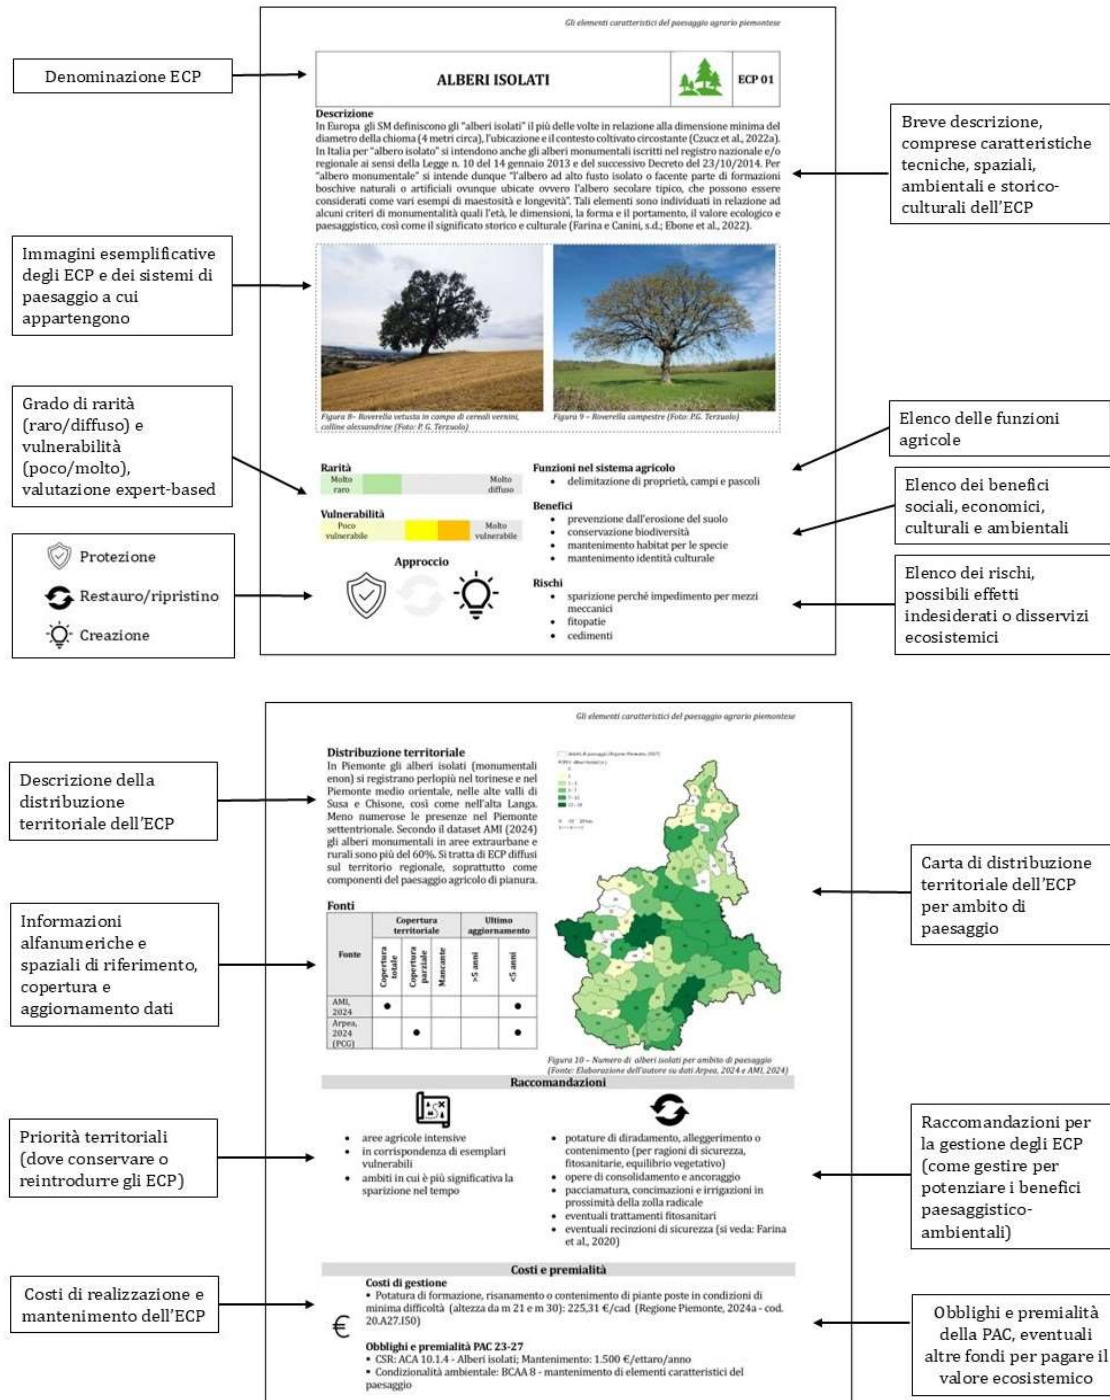 Gli elementi caratteristici del paesaggio agrario piemontese
Denominazione ECP
ALBERI ISOLATI
ECP 01
Descrizione
In Europa gli SM definiscono gli "alberi isolati" il più delle volte in relazione alla dimensione minima del
diametro della chioma (4 metri circa), l'ubicazione e il contesto coltivato circostante (Czucz et al., 2022a).
In Italia per "albero isolato" si intendono anche gli alberi monumentali iscritti nel registro nazionale e/o
regionale ai sensi della Legge n. 10 del 14 gennaio 2013 e del successivo Decreto del 23/10/2014. Per
"albero monumentale" si intende dunque "l'albero ad alto fusto isolato o facente parte di formazioni
boschive naturali o artificiali ovunque ubicate ovvero l'albero secolare tipico, che possono essere
considerati come vari esempi di maestosità e longevità". Tali elementi sono individuati in relazione ad
alcuni criteri di monumentalità quali l'età, le dimensioni, la forma e il portamento, il valore ecologico e
paesaggistico, così come il significato storico e culturale (Farina e Canini, s.d.; Ebone et al., 2022).
Breve descrizione,
comprese caratteristiche
tecniche, spaziali,
ambientali e storico-
culturali dell'ECP
Immagini esemplificative
degli ECP e dei sistemi di
paesaggio a cui
appartengono
Figura 8– Roverella vetusta in campo di cereali vernini,
colline alessandrine (Foto: P. G. Terzuolo)
Figura 9 – Roverella campestre (Foto: P.G. Terzuolo)
Grado di rarità
(raro/diffuso) e
vulnerabilità
(poco/molto),
valutazione expert-based
Rarità
Molto
raro
Molto
diffuso
Vulnerabilità
Poco
vulnerabile
Molto
vulnerabile
Approccio
Protezione
Restauro/ripristino
Creazione
Funzioni nel sistema agricolo
• delimitazione di proprietà, campi e pascoli
Benefici
• prevenzione dall'erosione del suolo
• conservazione biodiversità
• mantenimento habitat per le specie
• mantenimento identità culturale
Rischi
• sparizione perché impedimento per mezzi
meccanici
• fitopatie
• cedimenti
Elenco delle funzioni
agricole
Elenco dei benefici
sociali, economici,
culturali e ambientali
Elenco dei rischi,
possibili effetti
indesiderati o disservizi
ecosistemici
Gli elementi caratteristici del paesaggio agrario piemontese
Descrizione della
distribuzione
territoriale dell'ECP
Distribuzione territoriale
In Piemonte gli alberi isolati (monumentali
enon) si registrano perlopiù nel torinese e nel
Piemonte medio orientale, nelle alte valli di
Susa e Chisone, così come nell'alta Langa.
Meno numerose le presenze nel Piemonte
settentrionale. Secondo il dataset AMI (2024)
gli alberi monumentali in aree extraurbane e
rurali sono più del 60%. Si tratta di ECP diffusi
sul territorio regionale, soprattutto come
componenti del paesaggio agricolo di pianura.
Carta di distribuzione
territoriale dell'ECP
per ambito di
paesaggio
Informazioni
alfanumeriche e
spaziali di riferimento,
copertura e
aggiornamento dati
Fonti
Fonte
Copertura
territoriale
Ultimo
aggiornamento
Copertura
totale
Copertura
parziale
Mancante
>5 anni
<5 anni
AMI,
2024
● ●
Arpea,
2024
(PCG)
● ●
Figura 10 – Numero di alberi isolati per ambito di paesaggio
(Fonte: Elaborazione dell'autore su dati Arpea, 2024 e AMI, 2024)
Raccomandazioni
Priorità territoriali
(dove conservare o
reintrodurre gli ECP)
• aree agricole intensive
• in corrispondenza di esemplari
vulnerabili
• ambiti in cui è più significativa la
sparizione nel tempo
• potature di diradamento, alleggerimento o
contenimento (per ragioni di sicurezza,
fitosanitarie, equilibrio vegetativo)
• opere di consolidamento e ancoraggio
• pacciamatura, concimazioni e irrigazioni in
prossimità della zolla radicale
• eventuali trattamenti fitosanitari
• eventuali recinzioni di sicurezza (si veda: Farina
et al., 2020)
Raccomandazioni per
la gestione degli ECP
(come gestire per
potenziare i benefici
paesaggistico-
ambientali)
Costi e premialità
Costi di realizzazione e
mantenimento dell'ECP
€
Costi di gestione
▪ Potatura di formazione, risanamento o contenimento di piante poste in condizioni di
minima difficoltà (altezza da m 21 e m 30): 225,31 €/cad (Regione Piemonte, 2024a - cod.
20.A27.I50)
Obblighi e premialità PAC 23-27
▪ CSR: ACA 10.1.4 - Alberi isolati; Mantenimento: 1.500 €/ettaro/anno
▪ Condizionalità ambientale: BCAA 8 - mantenimento di elementi caratteristici del
paesaggio
Obblighi e premialità
della PAC, eventuali
altre fondi per pagare il
valore ecosistemico